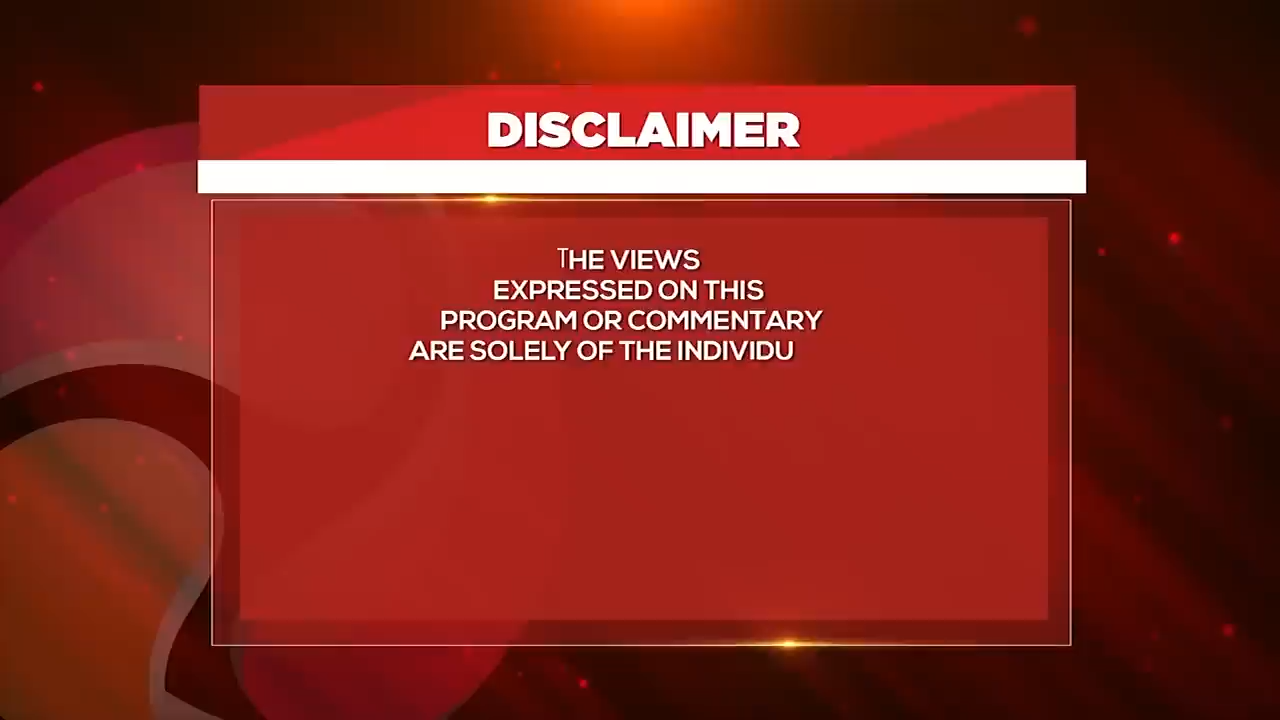 DISCLAIMER
THE VIEWS
EXPRESSED ON THIS
PROGRAM OR COMMENTARY
ARE SOLELY OF THE INDIVIDU